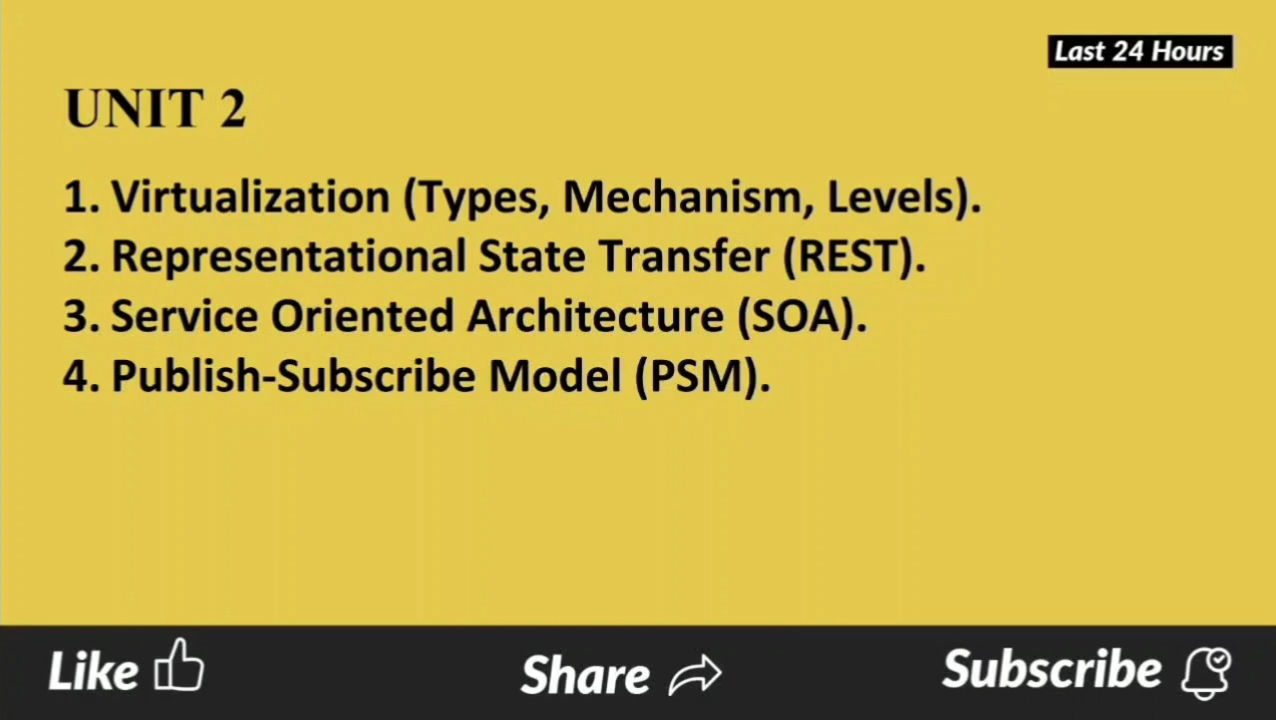 Last 24 Hours
UNIT 2
1. Virtualization (Types, Mechanism, Levels).
2. Representational State Transfer (REST).
3. Service Oriented Architecture (SOA).
4. Publish-Subscribe Model (PSM).
Like Share Subscribe